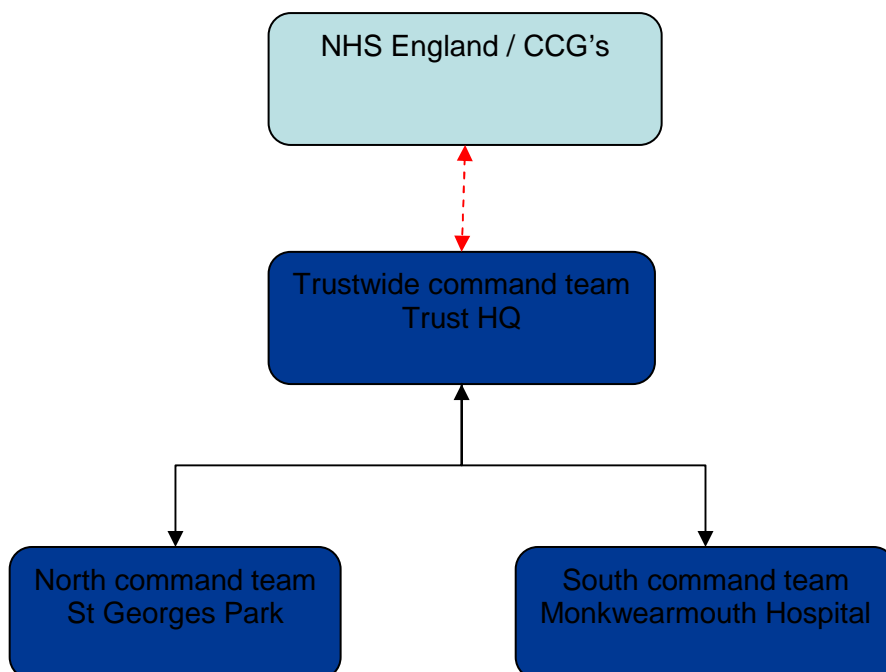 NHS England / CCG’s
Trustwide command team
Trust HQ
North command team
St Georges Park
South command team
Monkwearmouth Hospital